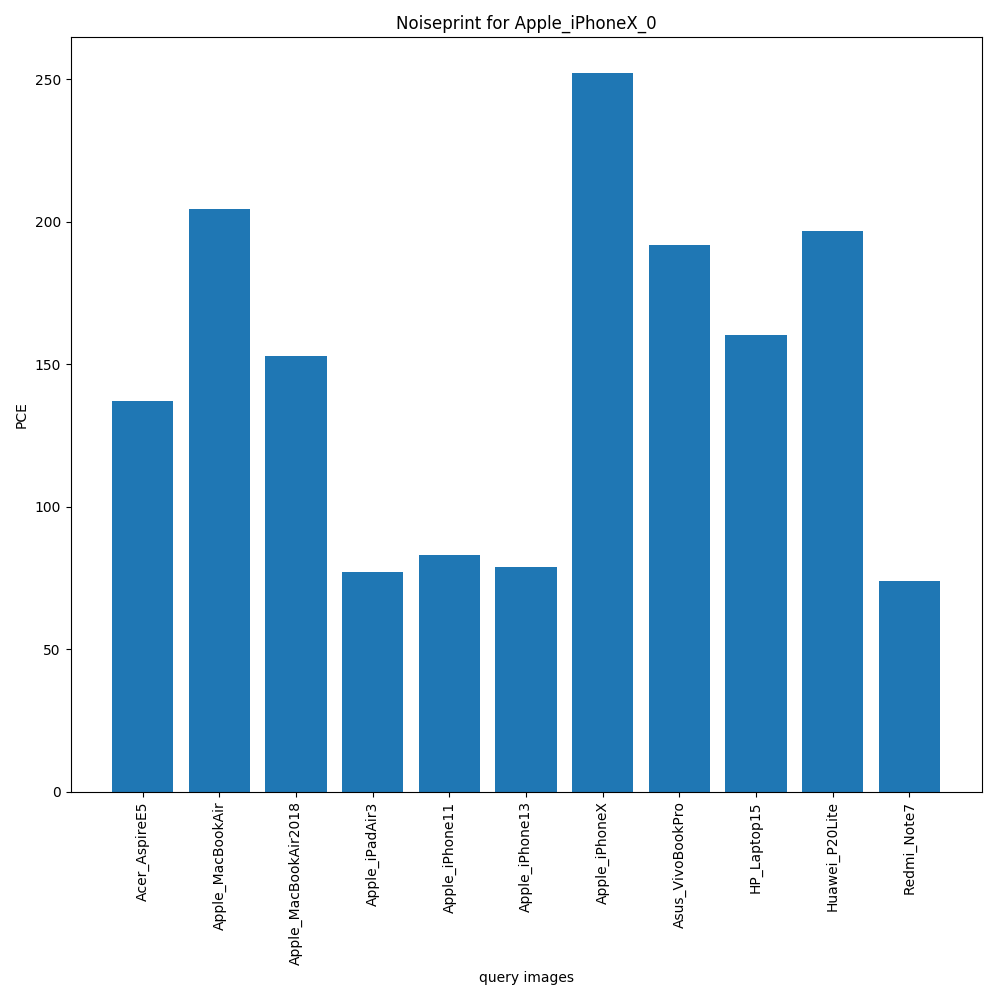 Noiseprint for Apple_iPhoneX_0
PCE
250
200
150
100
50
0
Acer_AspireE5
Apple_MacBookAir
Apple_MacBookAir2018
Apple_iPadAir3
Apple_iPhone11
Apple_iPhone13
Apple_iPhoneX
Asus_VivoBookPro
HP_Laptop15
Huawei_P20Lite
Redmi_Note7
query images